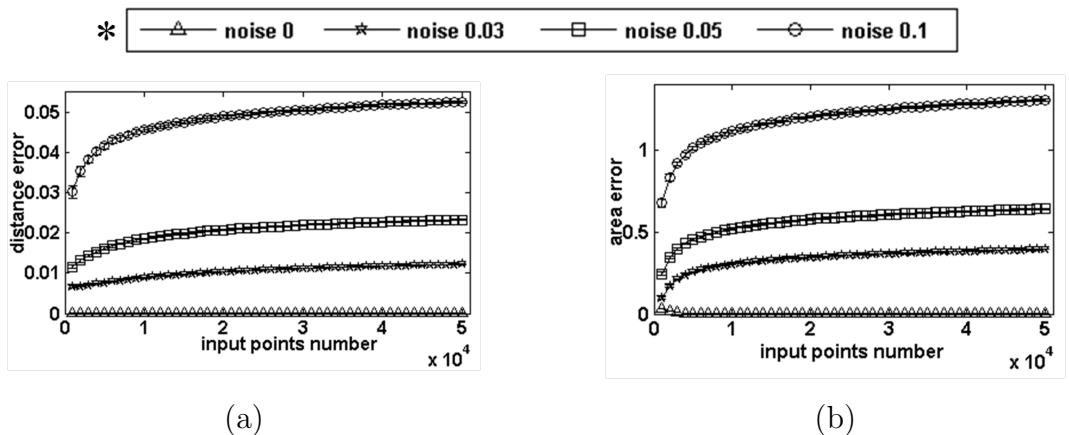 * noise 0 noise 0.03 noise 0.05 noise 0.1
distance error
0.05
0.04
0.03
0.02
0.01
0
0 1 2 3 4 5
input points number
x 10^4
area error
1
0.5
0
0 1 2 3 4 5
input points number
x 10^4
(a) (b)